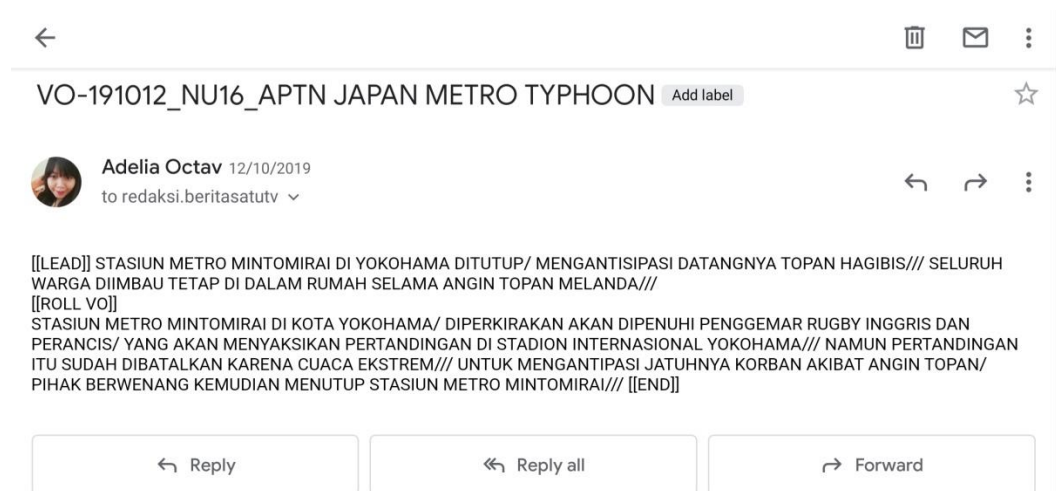 VO-191012_NU16_APTN JAPAN METRO TYPHOON Add label
Adelia Octav 12/10/2019
to redaksi.beritasatutv
[[LEAD]] STASIUN METRO MINTOMIRAI DI YOKOHAMA DITUTUP/ MENGANTISIPASI DATANGNYA TOPAN HAGIBIS/// SELURUH
WARGA DIIMBAU TETAP DI DALAM RUMAH SELAMA ANGIN TOPAN MELANDA///
[[ROLL VO]]
STASIUN METRO MINTOMIRAI DI KOTA YOKOHAMA/ DIPERKIRAKAN AKAN DIPENUHI PENGGEMAR RUGBY INGGRIS DAN
PERANCIS/ YANG AKAN MENYAKSIKAN PERTANDINGAN DI STADION INTERNASIONAL YOKOHAMA/// NAMUN PERTANDINGAN
ITU SUDAH DIBATALKAN KARENA CUACA EKSTREM/// UNTUK MENGANTIPASI JATUHNYA KORBAN AKIBAT ANGIN TOPAN/
PIHAK BERWENANG KEMUDIAN MENUTUP STASIUN METRO MINTOMIRAI/// [[END]]
Reply Reply all Forward